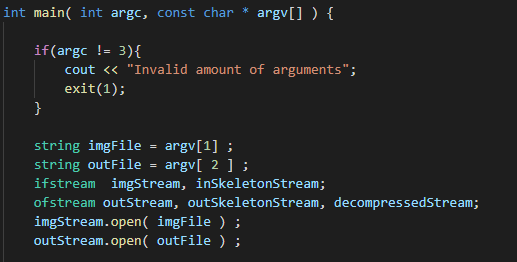 int main( int argc, const char * argv[] ) {
if(argc != 3){
cout << "Invalid amount of arguments";
exit(1);
}
string imgFile = argv[1] ;
string outFile = argv[ 2 ] ;
ifstream  imgStream, inSkeletonStream;
ofstream outStream, outSkeletonStream, decompressedStream;
imgStream.open( imgFile ) ;
outStream.open( outFile ) ;